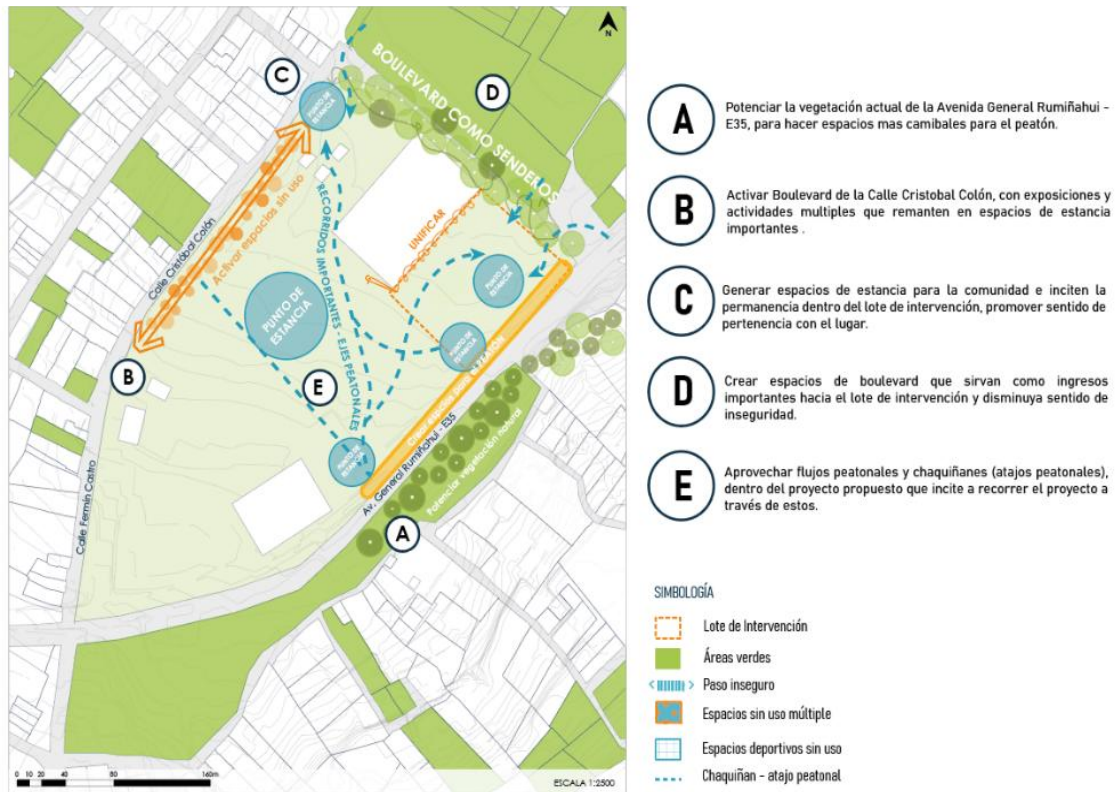 N
BOULEVARD COMO SENDEROS
C
D
PUNTO DE
ESTANCIA
Calle Cristóbal Colón
Activar espacios sin uso
RECORRIDOS IMPORTANTES - EJES PEATONALES
UNIFICAR
PUNTO DE
ESTANCIA
PUNTO DE
ESTANCIA
PUNTO DE
ESTANCIA
B
E
PUNTO DE
ESTANCIA
Av. General Rumiñahui - E35
Potenciar vegetación natural
Calle Fermín Castro
A
0 10 20 40 80 160m
ESCALA 1:2500
A
Potenciar la vegetación actual de la Avenida General Rumiñahui -
E35, para hacer espacios mas camibales para el peatón.
B
Activar Boulevard de la Calle Cristobal Colón, con exposiciones y
actividades multiples que remanten en espacios de estancia
importantes .
C
Generar espacios de estancia para la comunidad e inciten la
permanencia dentro del lote de intervención, promover sentido de
pertenencia con el lugar.
D
Crear espacios de boulevard que sirvan como ingresos
importantes hacia el lote de intervención y disminuya sentido de
inseguridad.
E
Aprovechar flujos peatonales y chaquiñanes (atajos peatonales),
dentro del proyecto propuesto que incite a recorrer el proyecto a
través de estos.
SIMBOLOGÍA
Lote de Intervención
Áreas verdes
Paso inseguro
Espacios sin uso múltiple
Espacios deportivos sin uso
Chaquiñan - atajo peatonal